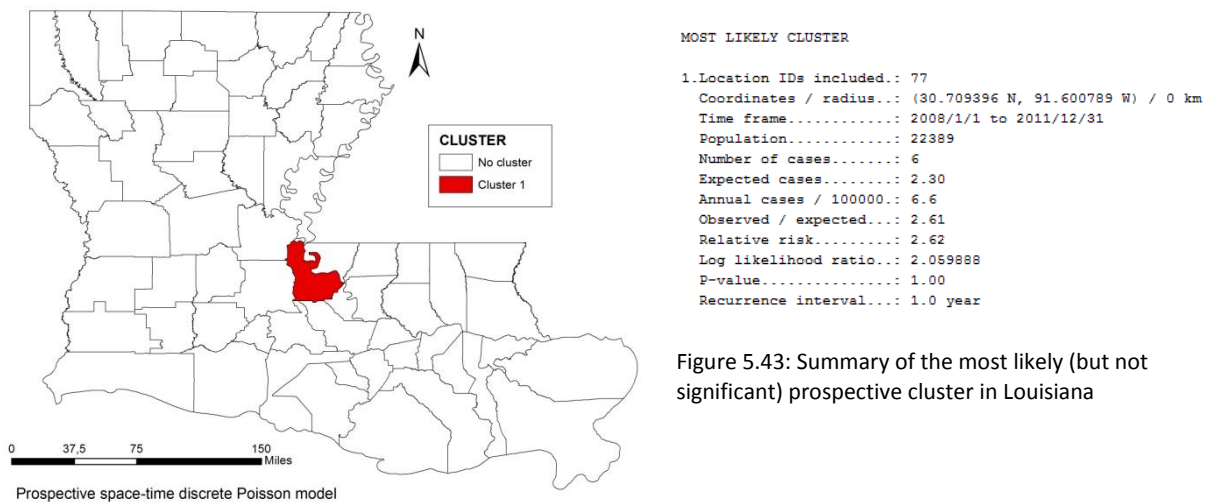 N
CLUSTER
No cluster
Cluster 1
0 37,5 75 150
Miles
Prospective space-time discrete Poisson model
MOST LIKELY CLUSTER
1.Location IDs included.: 77
Coordinates / radius..: (30.709396 N, 91.600789 W) / 0 km
Time frame............: 2008/1/1 to 2011/12/31
Population............: 22389
Number of cases.......: 6
Expected cases........: 2.30
Annual cases / 100000.: 6.6
Observed / expected...: 2.61
Relative risk.........: 2.62
Log likelihood ratio..: 2.059888
P-value...............: 1.00
Recurrence interval...: 1.0 year
Figure 5.43: Summary of the most likely (but not
significant) prospective cluster in Louisiana